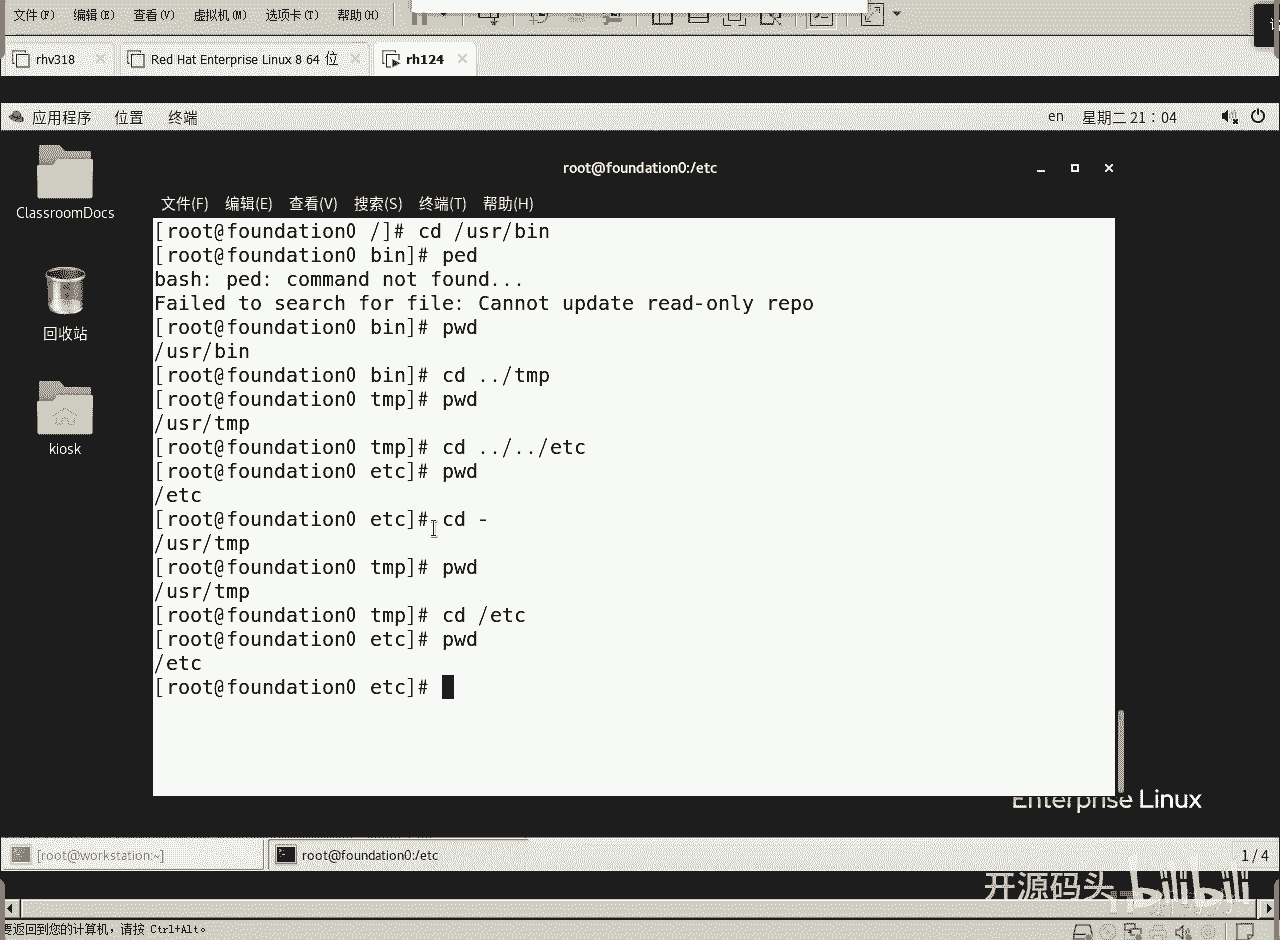 文件(F) 编辑(E) 查看(V) 虚拟机(M) 选项卡(T) 帮助(H)
rhv318 Red Hat Enterprise Linux 8 64 位 rh124
应用程序 位置 终端 en 星期二 21：04
root@foundation0:/etc
ClassroomDocs
回收站
kiosk
文件(F) 编辑(E) 查看(V) 搜索(S) 终端(T) 帮助(H)
[root@foundation0 /]# cd /usr/bin
[root@foundation0 bin]# ped
bash: ped: command not found...
Failed to search for file: Cannot update read-only repo
[root@foundation0 bin]# pwd
/usr/bin
[root@foundation0 bin]# cd ../tmp
[root@foundation0 tmp]# pwd
/usr/tmp
[root@foundation0 tmp]# cd ../../etc
[root@foundation0 etc]# pwd
/etc
[root@foundation0 etc]# cd -
/usr/tmp
[root@foundation0 tmp]# pwd
/usr/tmp
[root@foundation0 tmp]# cd /etc
[root@foundation0 etc]# pwd
/etc
[root@foundation0 etc]#
Enterprise Linux
[root@workstation:~] root@foundation0:/etc 1 / 4
开源码头 bilibili
要返回到您的计算机，请按 Ctrl+Alt。